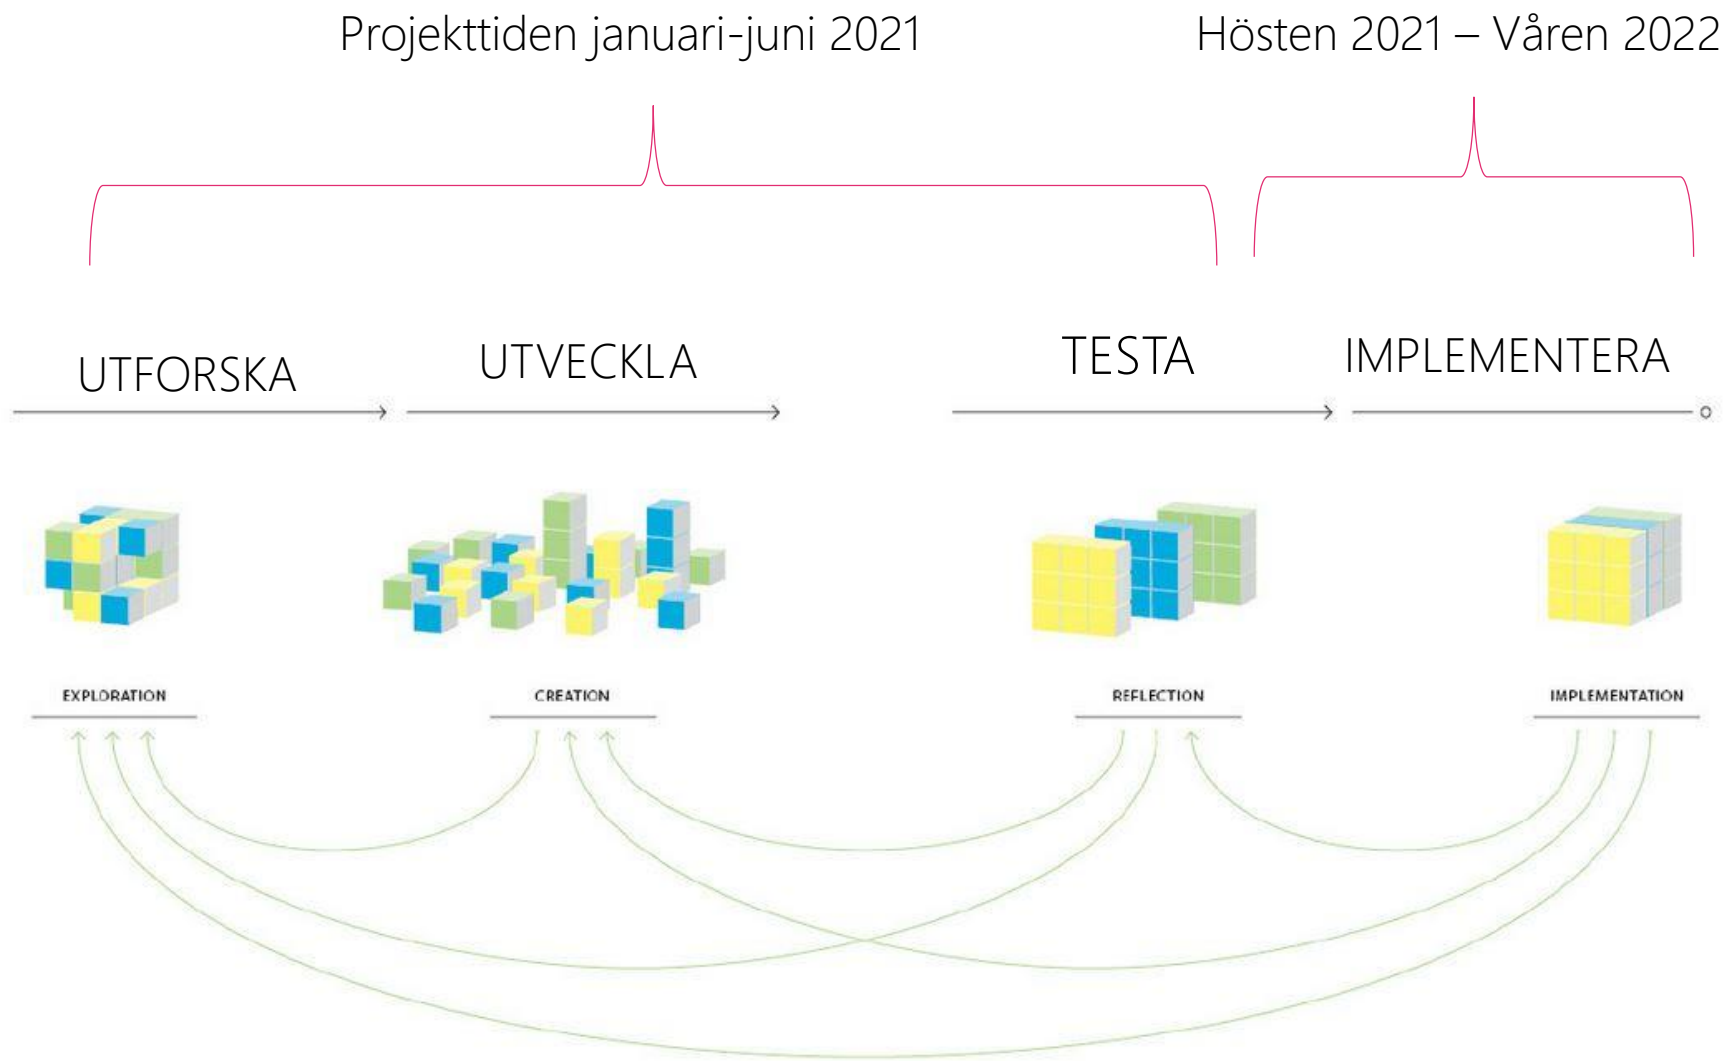 Projekttiden januari-juni 2021
Hösten 2021 – Våren 2022
UTFORSKA
UTVECKLA
TESTA
IMPLEMENTERA
EXPLORATION
CREATION
REFLECTION
IMPLEMENTATION